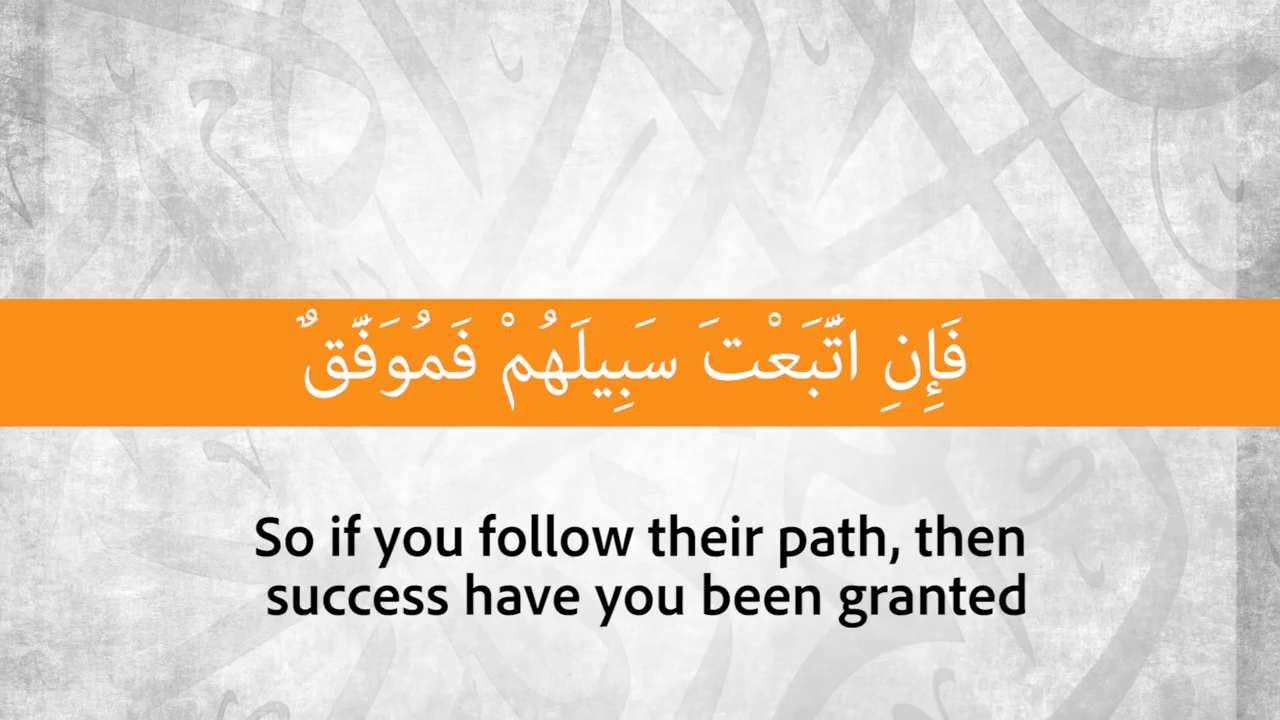 فَإِنِ اتَّبَعْتَ سَبِيلَهُمْ فَمُوَفَّقٌ
So if you follow their path, then
success have you been granted